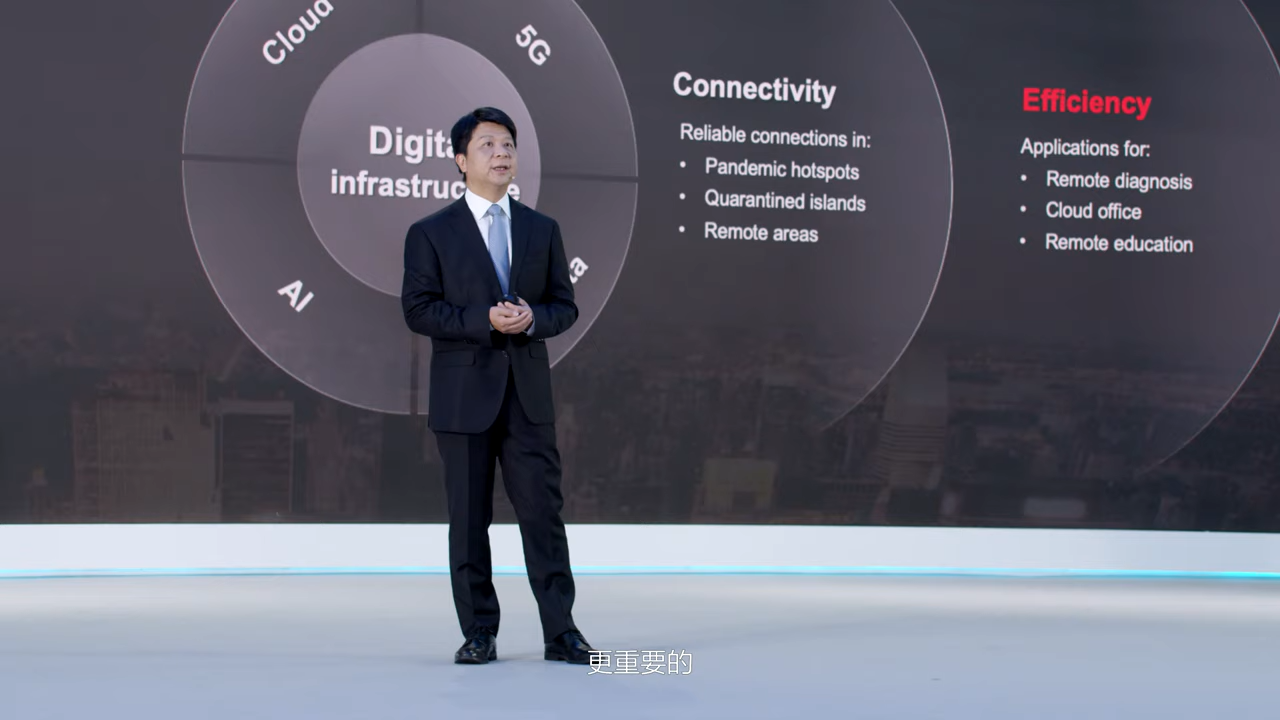 Cloud
5G
Digita
infrastruc e
AI
a
Connectivity
Reliable connections in:
• Pandemic hotspots
• Quarantined islands
• Remote areas
Efficiency
Applications for:
• Remote diagnosis
• Cloud office
• Remote education
更重要的